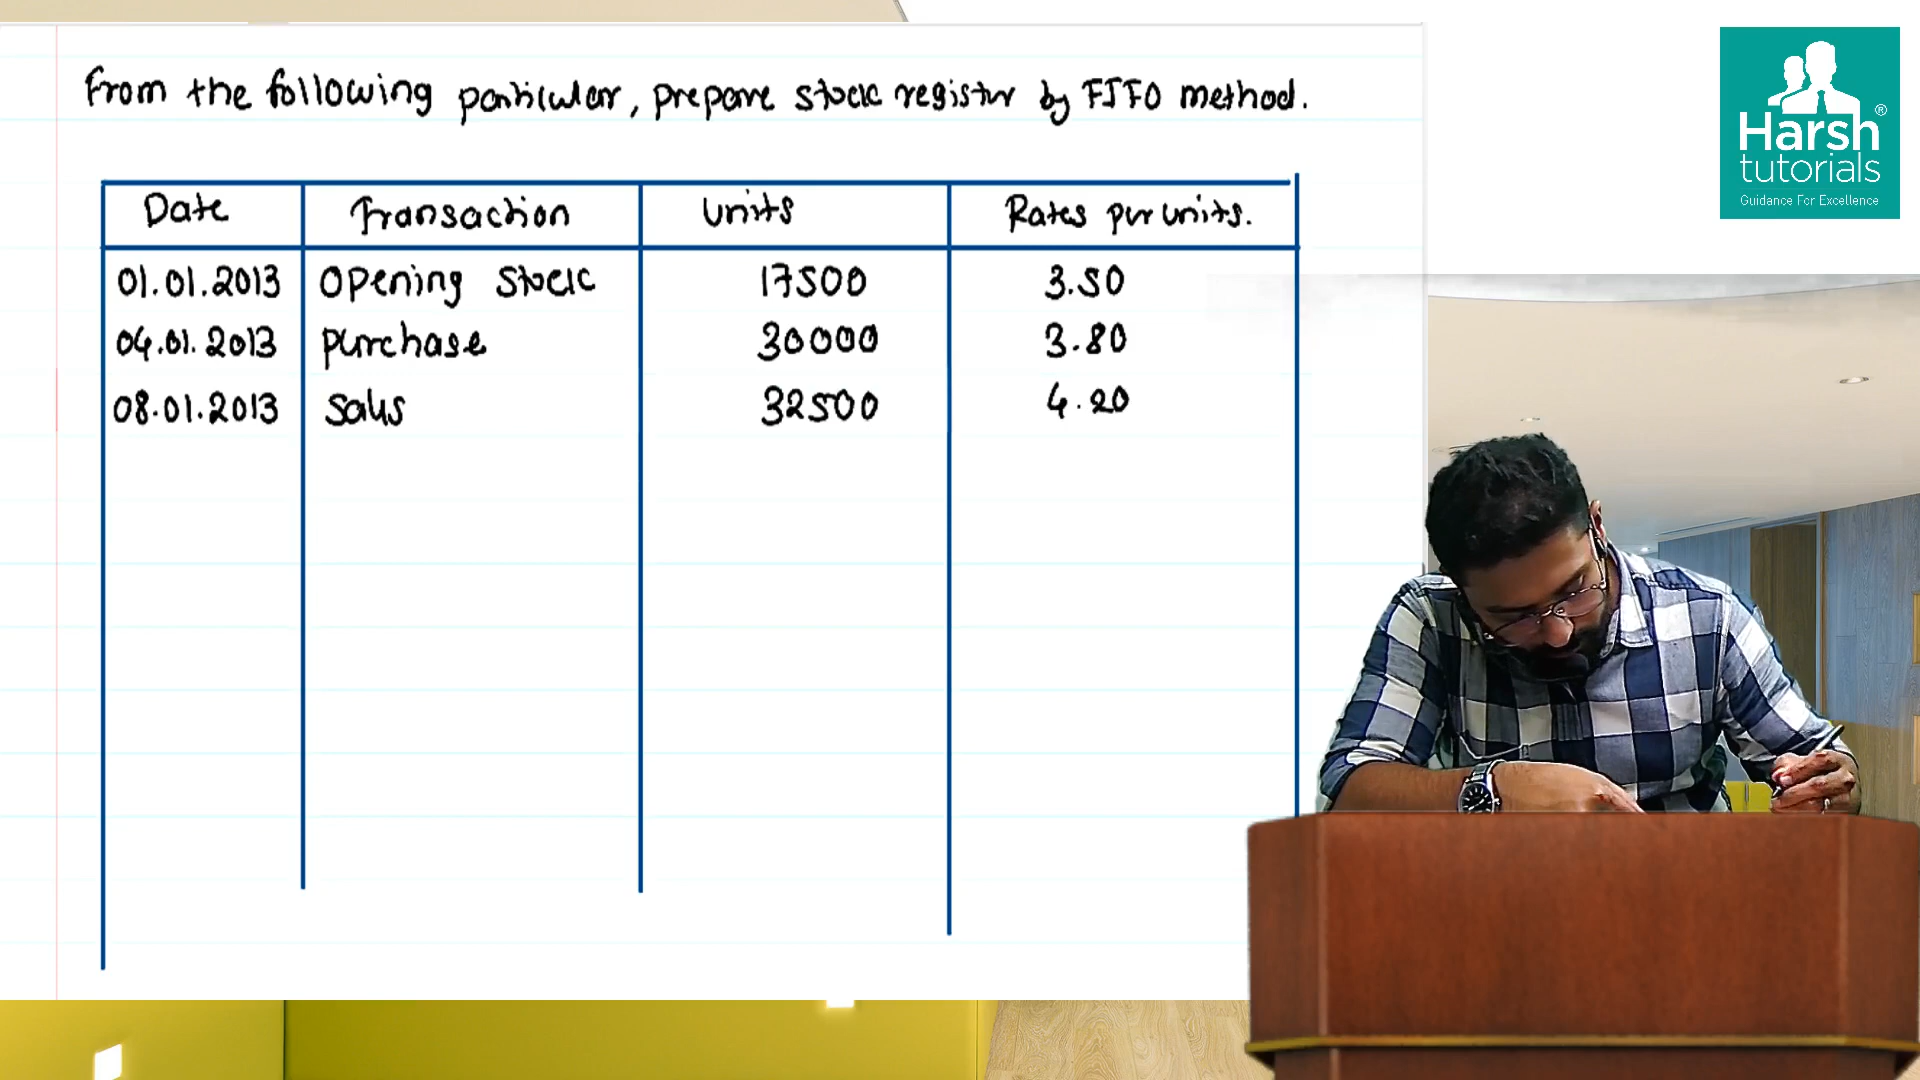 From the following particular, prepare stock register by FIFO method.
Date Transaction Units Rates per units.
01.01.2013 Opening Stock 17500 3.50
04.01.2013 purchase 30000 3.80
08.01.2013 Sales 32500 4.20
Harsh®
tutorials
Guidance For Excellence